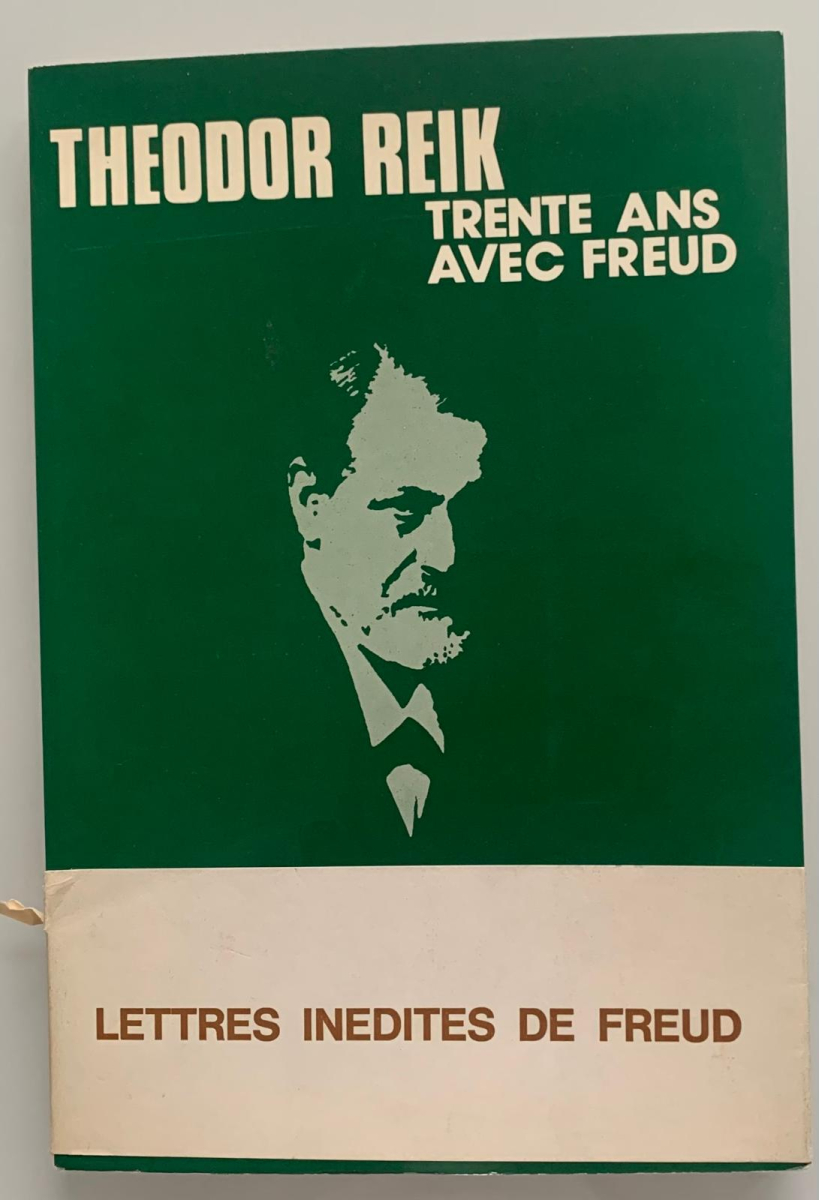 THEODOR REIK
TRENTE ANS
AVEC FREUD
LETTRES INEDITES DE FREUD